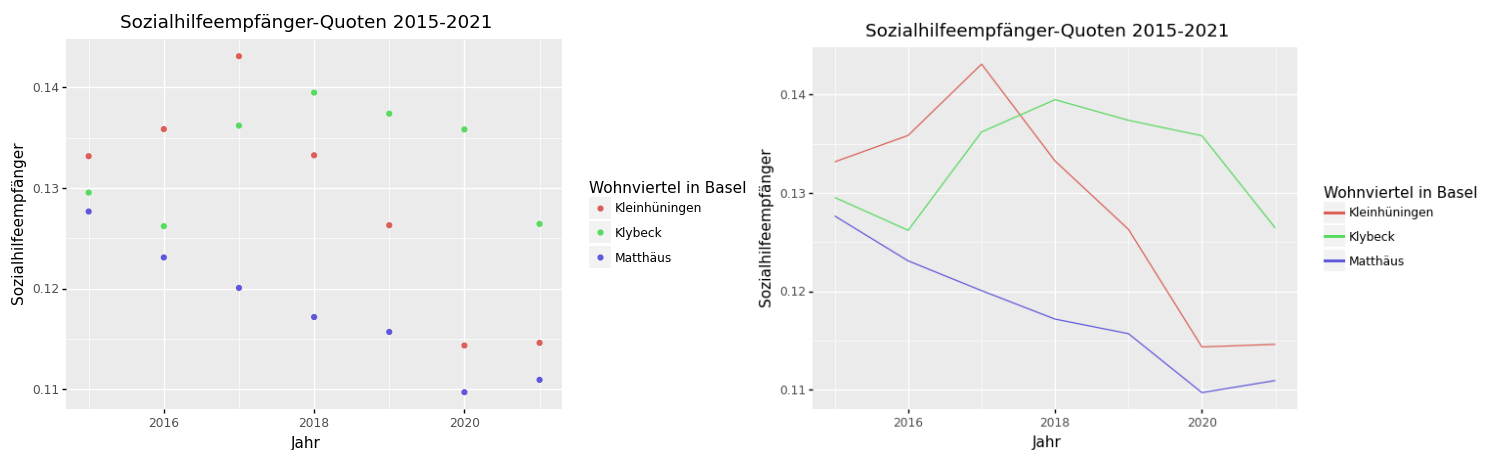 Sozialhilfeempfänger-Quoten 2015-2021
0.14
0.13
0.12
0.11
Sozialhilfeempfänger
2016
2018
2020
Jahr
Wohnviertel in Basel
Kleinhüningen
Klybeck
Matthäus
Sozialhilfeempfänger-Quoten 2015-2021
0.14
0.13
0.12
0.11
Sozialhilfeempfänger
2016
2018
2020
Jahr
Wohnviertel in Basel
Kleinhüningen
Klybeck
Matthäus